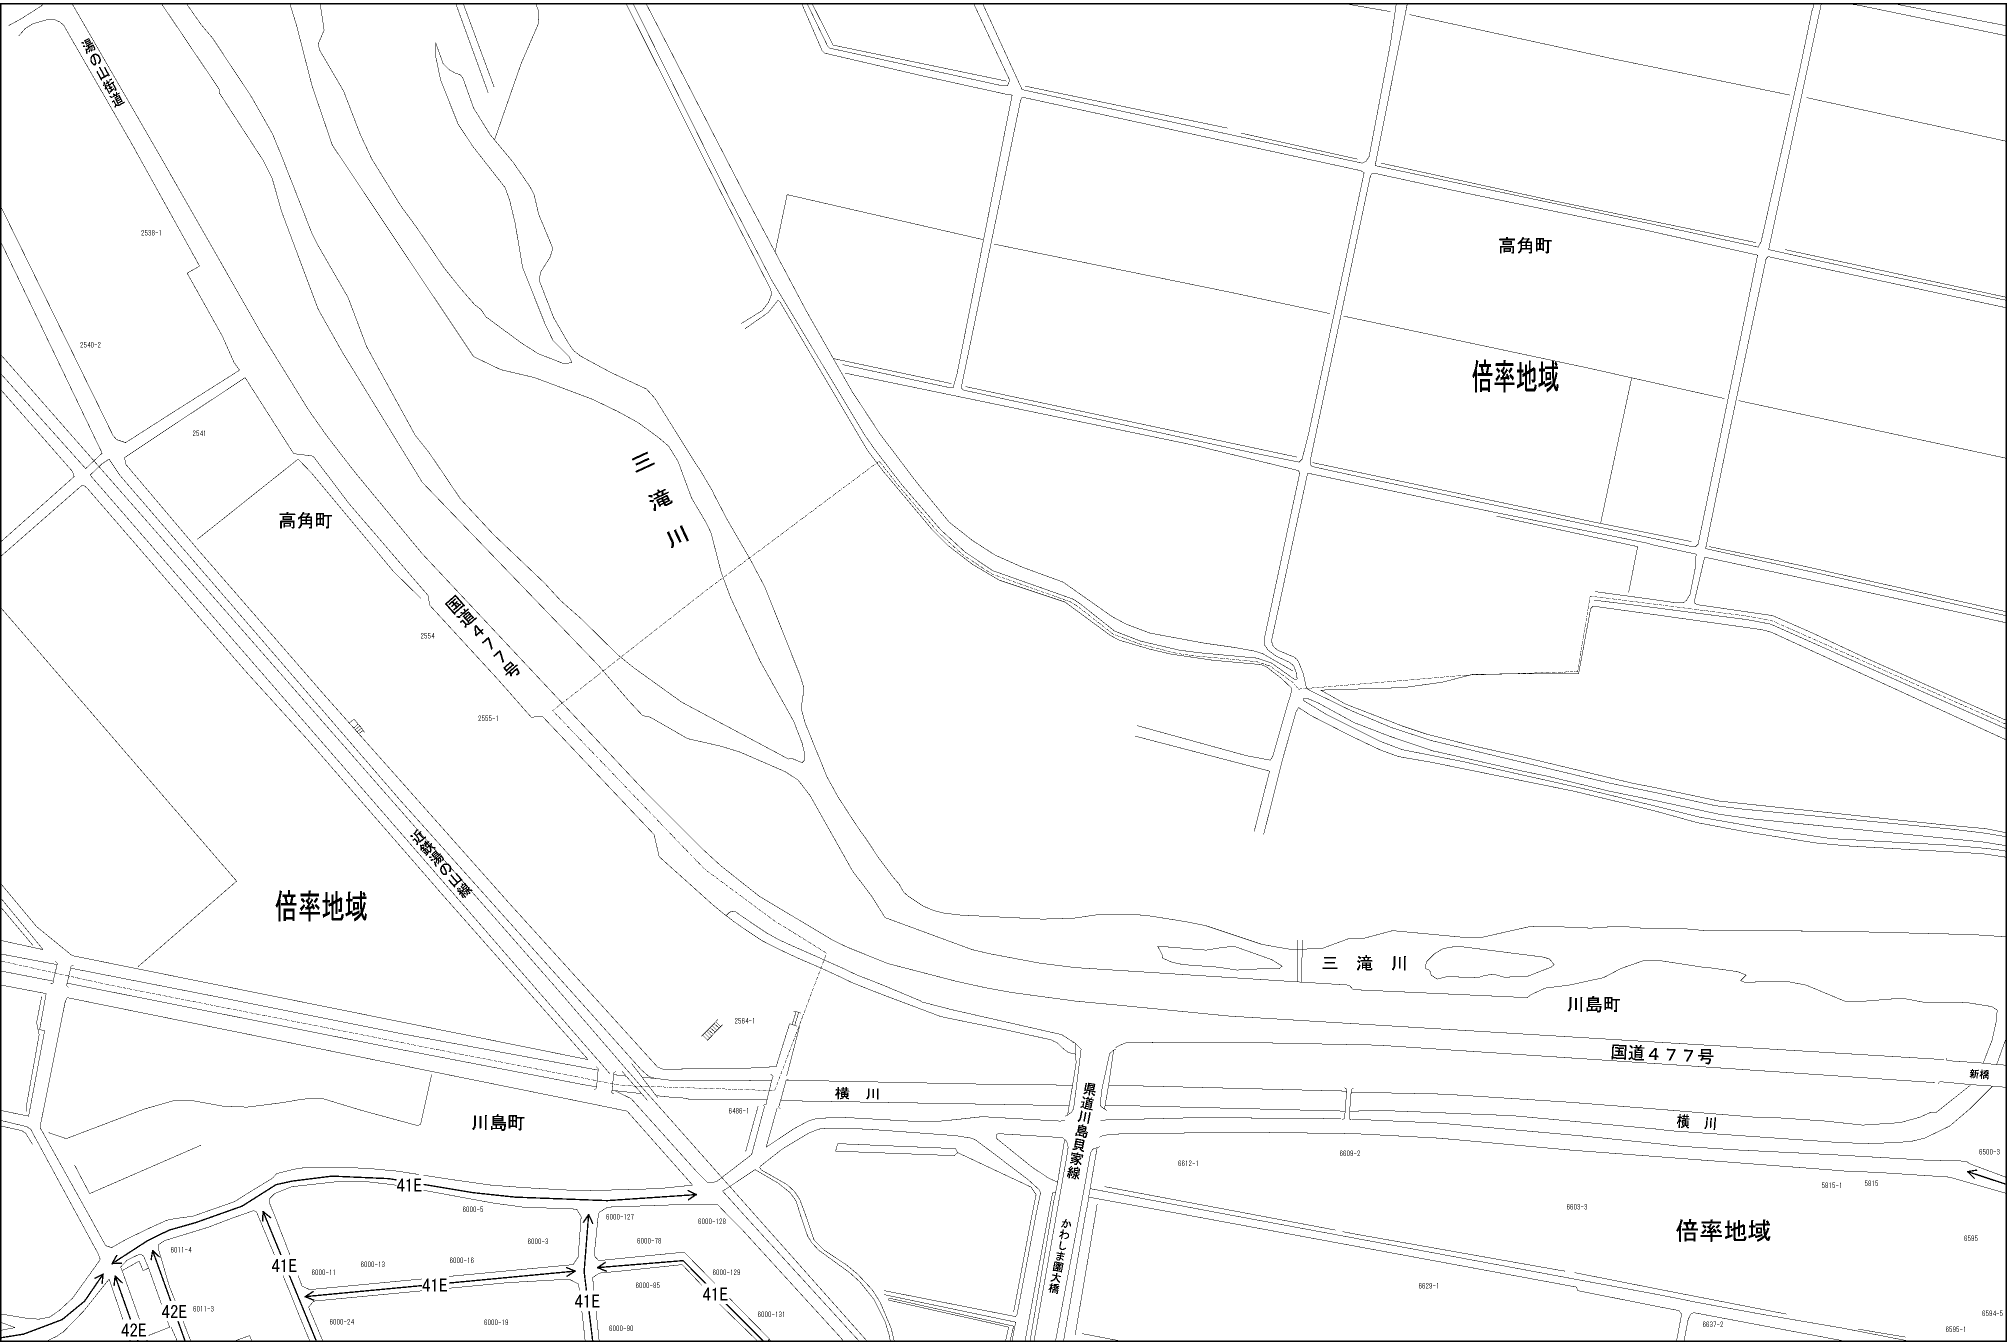 湯の山街道
2538-1
高角町
2540-2
倍率地域
2541
三滝川
高角町
国道477号
2554
2555-1
近鉄湯の山線
倍率地域
三滝川
川島町
2564-1
国道477号
新橋
横川
県道川島貝家線
6486-1
川島町
横川
6609-2
6612-1
6500-3
5815-1
5815
41E
6000-5
6000-127
6000-128
6603-3
かわしま園大橋
倍率地域
6595
6000-3
6000-78
6011-4
6000-16
6000-13
6000-11
6000-129
41E
41E
6000-85
41E
6629-1
41E
42E
6011-3
6000-131
6594-5
6000-24
6000-19
6000-90
6637-2
6595-1
42E